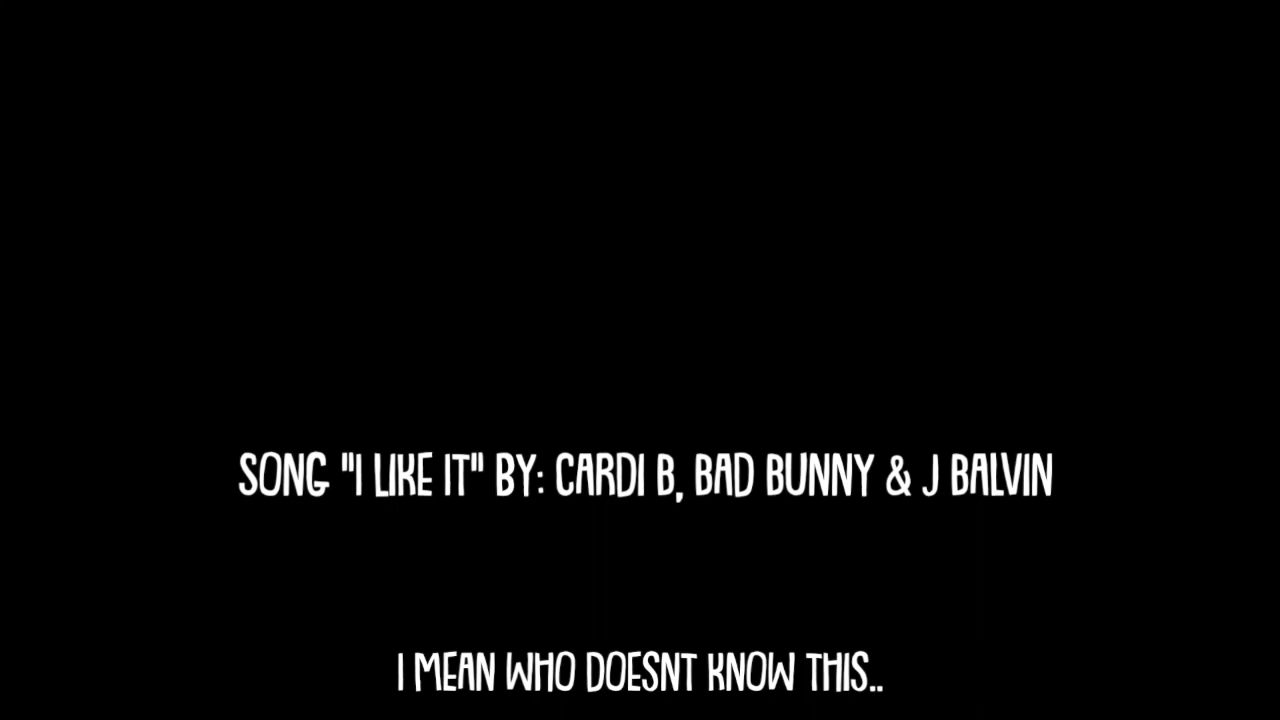 SONG "I LIKE IT" BY: CARDI B, BAD BUNNY & J BALVIN
I MEAN WHO DOESNT KNOW THIS..